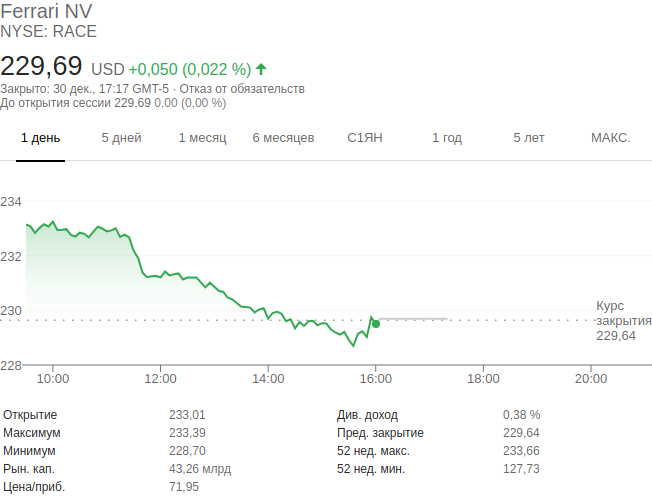 Ferrari NV
NYSE: RACE
229,69 USD +0,050 (0,022 %)
Закрыто: 30 дек., 17:17 GMT-5 · Отказ от обязательств
До открытия сессии 229,69 0,00 (0,00 %)
1 день 5 дней 1 месяц 6 месяцев С1ЯН 1 год 5 лет МАКС.
234
232
230
228
Курс
закрытия
229,64
10:00 12:00 14:00 16:00 18:00 20:00
Открытие 233,01 Див. доход 0,38 %
Максимум 233,39 Пред. закрытие 229,64
Минимум 228,70 52 нед. макс. 233,66
Рын. кап. 43,26 млрд 52 нед. мин. 127,73
Цена/приб. 71,95